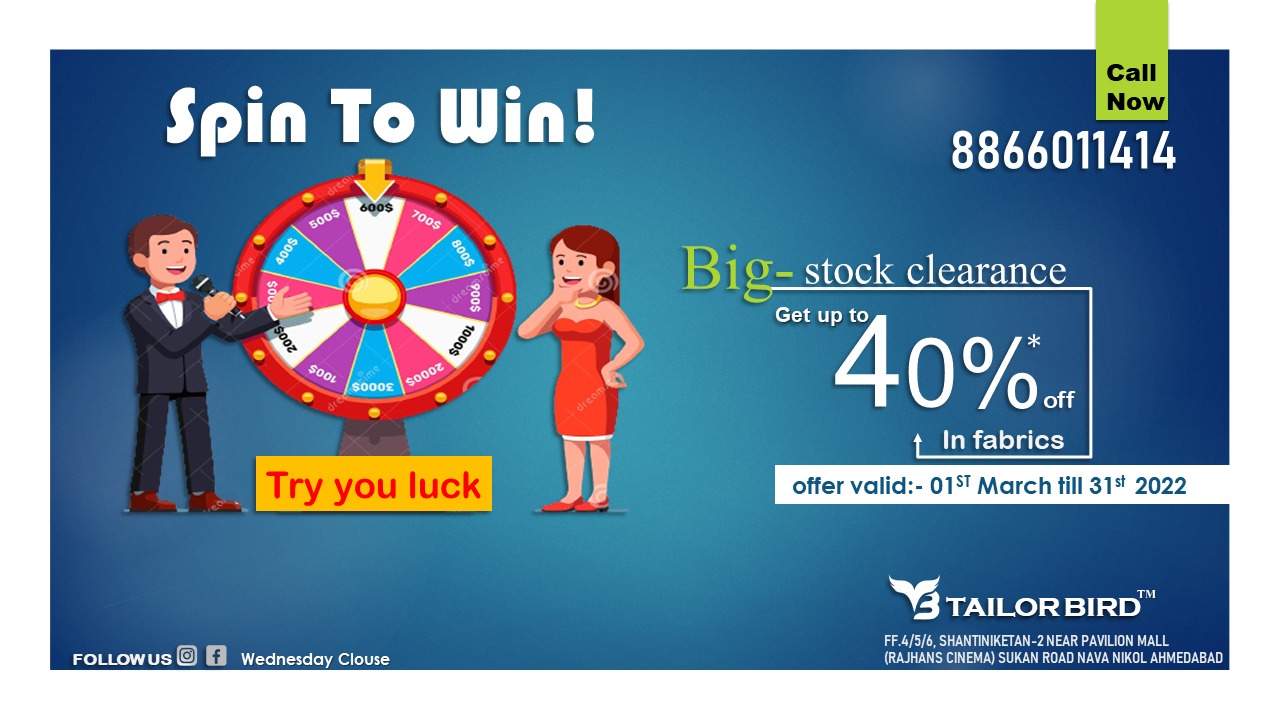 Call
Now
Spin To Win!
8866011414
600$
700$
800$
900$
1000$
2000$
3000$
100$
200$
400$
500$
Big- stock clearance
Get up to
40%*
off
In fabrics
Try you luck
offer valid:- 01ST March till 31st 2022
TAILOR BIRD™
FF.4/5/6, SHANTINIKETAN-2 NEAR PAVILION MALL
(RAJHANS CINEMA) SUKAN ROAD NAVA NIKOL AHMEDABAD
FOLLOW US Wednesday Clouse